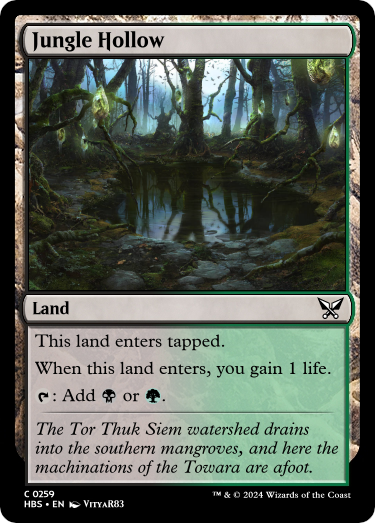 Jungle Hollow
Land
This land enters tapped.
When this land enters, you gain 1 life.
: Add or .
The Tor Thuk Siem watershed drains
into the southern mangroves, and here the
machinations of the Towara are afoot.
C 0259
HBS • EN VITYAR83
™ & © 2024 Wizards of the Coast